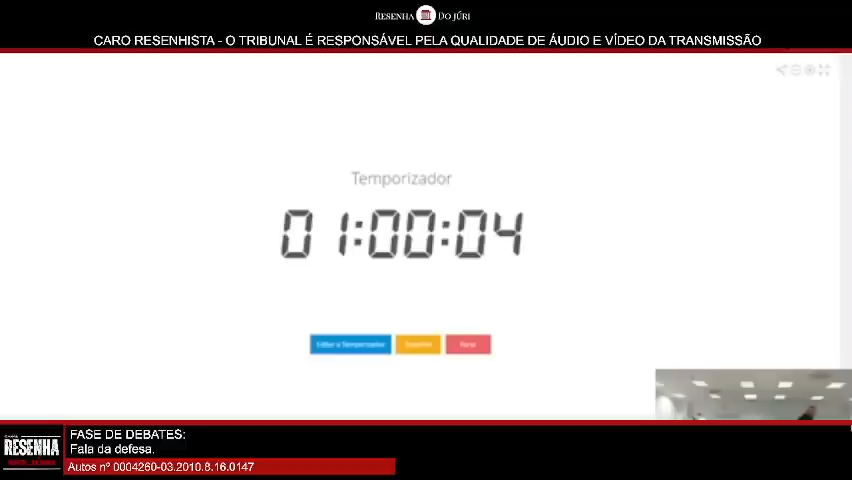 RESENHA DO JÚRI
CARO RESENHISTA - O TRIBUNAL É RESPONSÁVEL PELA QUALIDADE DE ÁUDIO E VÍDEO DA TRANSMISSÃO
Temporizador
01:00:04
Editar o Temporizador
FASE DE DEBATES:
Fala da defesa.
RESENHA
Autos nº 0004260-03.2010.8.16.0147